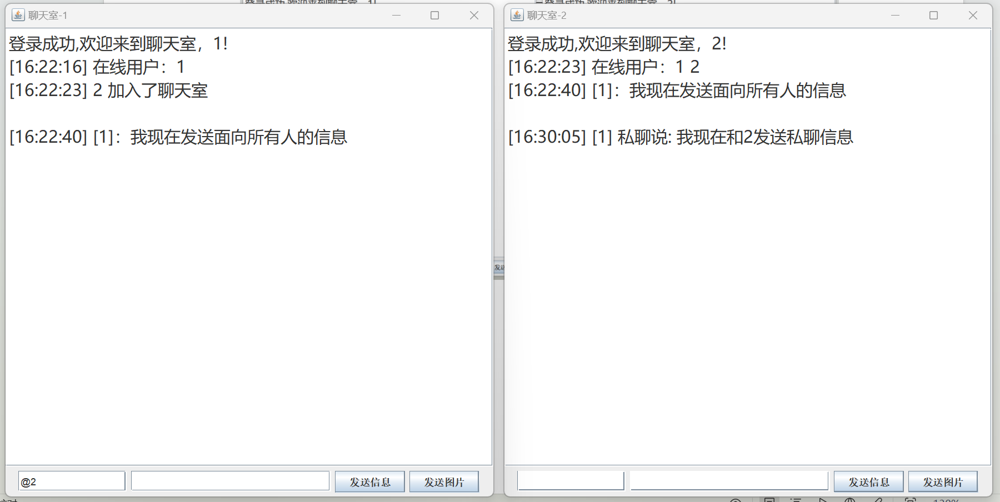 聊天室-1
登录成功,欢迎来到聊天室，1!
[16:22:16] 在线用户：1
[16:22:23] 2 加入了聊天室
[16:22:40] [1]：我现在发送面向所有人的信息
@2
发送信息
发送图片
聊天室-2
登录成功,欢迎来到聊天室，2!
[16:22:23] 在线用户：1 2
[16:22:40] [1]：我现在发送面向所有人的信息
[16:30:05] [1] 私聊说: 我现在和2发送私聊信息
发送信息
发送图片